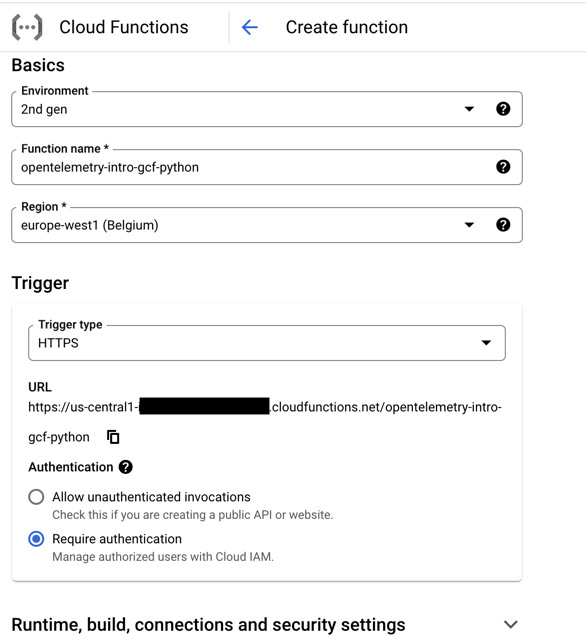 Cloud Functions
Create function
Basics
Environment
2nd gen
Function name *
opentelemetry-intro-gcf-python
Region *
europe-west1 (Belgium)
Trigger
Trigger type
HTTPS
URL
https://us-central1- .cloudfunctions.net/opentelemetry-intro-
gcf-python
Authentication
Allow unauthenticated invocations
Check this if you are creating a public API or website.
Require authentication
Manage authorized users with Cloud IAM.
Runtime, build, connections and security settings